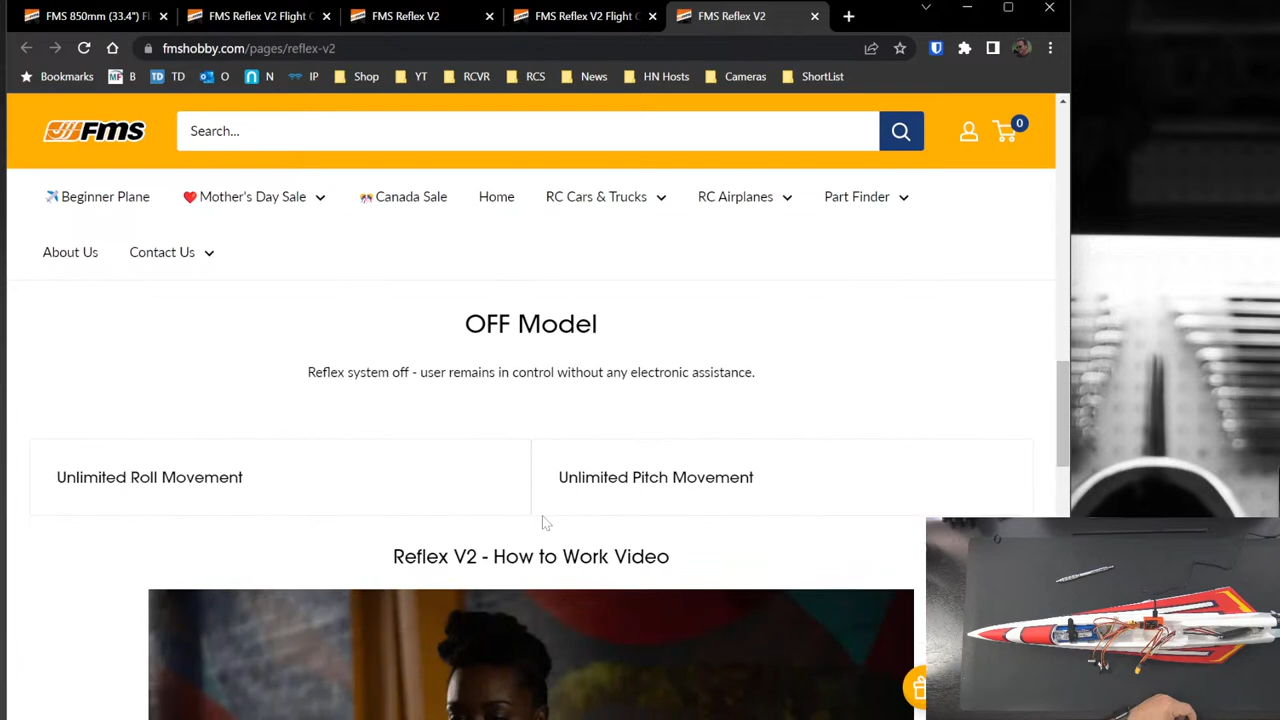 FMS 850mm (33.4") Fl
FMS Reflex V2 Flight C
FMS Reflex V2
FMS Reflex V2 Flight C
FMS Reflex V2
fmshobby.com/pages/reflex-v2
Bookmarks
MF B
TD TD
O
N
IP
Shop
YT
RCVR
RCS
News
HN Hosts
Cameras
ShortList
Fms
Search...
0
Beginner Plane
Mother's Day Sale
Canada Sale
Home
RC Cars & Trucks
RC Airplanes
Part Finder
About Us
Contact Us
OFF Model
Reflex system off - user remains in control without any electronic assistance.
Unlimited Roll Movement
Unlimited Pitch Movement
Reflex V2 - How to Work Video